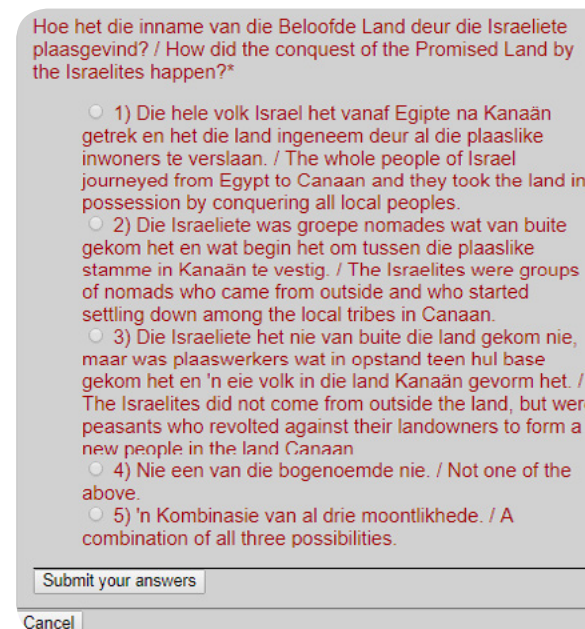 Hoe het die inname van die Beloofde Land deur die Israeliete
plaasgevind? / How did the conquest of the Promised Land by
the Israelites happen?*
1) Die hele volk Israel het vanaf Egipte na Kanaän
getrek en het die land ingeneem deur al die plaaslike
inwoners te verslaan. / The whole people of Israel
journeyed from Egypt to Canaan and they took the land in
possession by conquering all local peoples.
2) Die Israeliete was groepe nomades wat van buite
gekom het en wat begin het om tussen die plaaslike
stamme in Kanaän te vestig. / The Israelites were groups
of nomads who came from outside and who started
settling down among the local tribes in Canaan.
3) Die Israeliete het nie van buite die land gekom nie,
maar was plaaswerkers wat in opstand teen hul base
gekom het en 'n eie volk in die land Kanaän gevorm het. /
The Israelites did not come from outside the land, but wer
peasants who revolted against their landowners to form a
new people in the land Canaan
4) Nie een van die bogenoemde nie. / Not one of the
above.
5) 'n Kombinasie van al drie moontlikhede. / A
combination of all three possibilities.
Submit your answers
Cancel